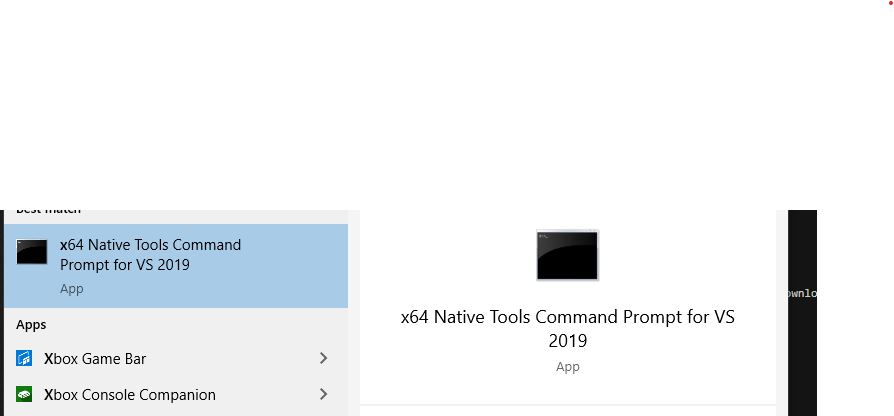 Best match
x64 Native Tools Command
Prompt for VS 2019
App
Apps
Xbox Game Bar
Xbox Console Companion
x64 Native Tools Command Prompt for VS
2019
App
ownlo